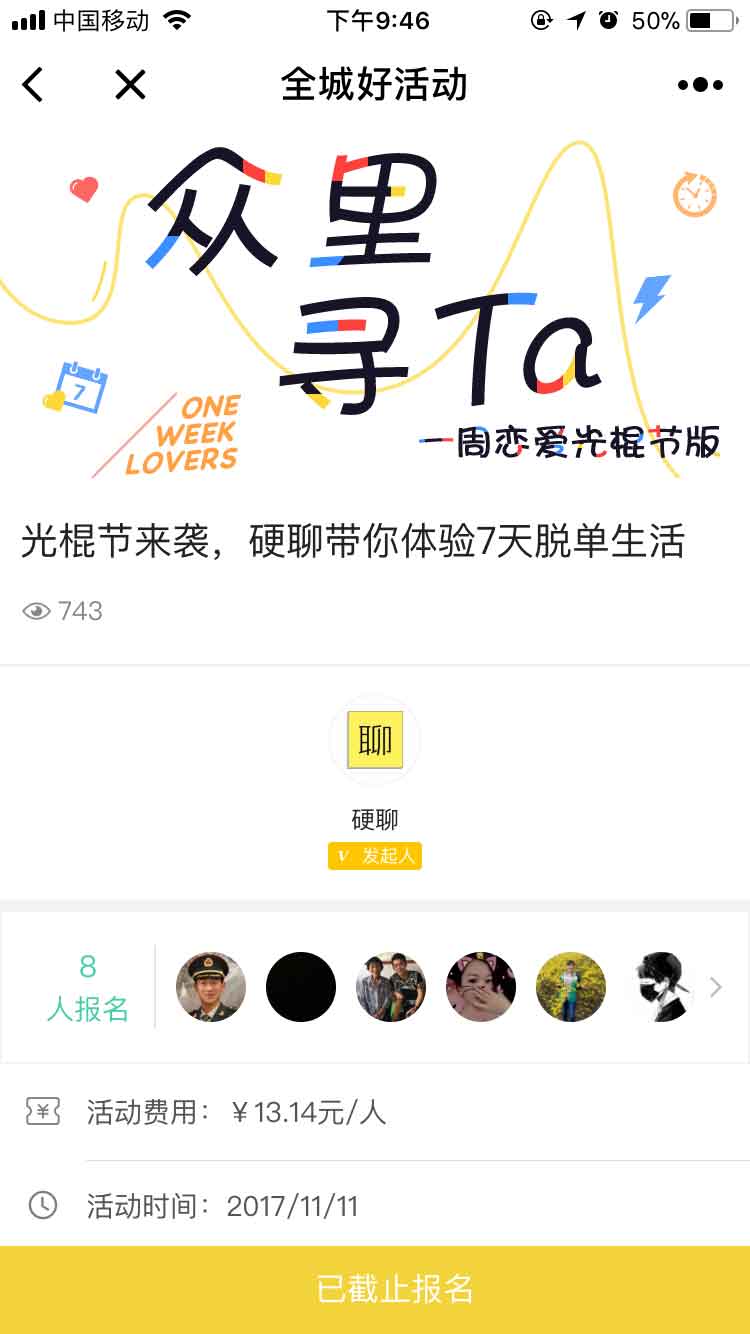 中国移动 下午9:46 50%
全城好活动
众里
寻Ta
7
ONE
WEEK
LOVERS
一周恋爱光棍节版
光棍节来袭，硬聊带你体验7天脱单生活
743
聊
硬聊
V 发起人
8
人报名
活动费用：￥13.14元/人
活动时间：2017/11/11
已截止报名